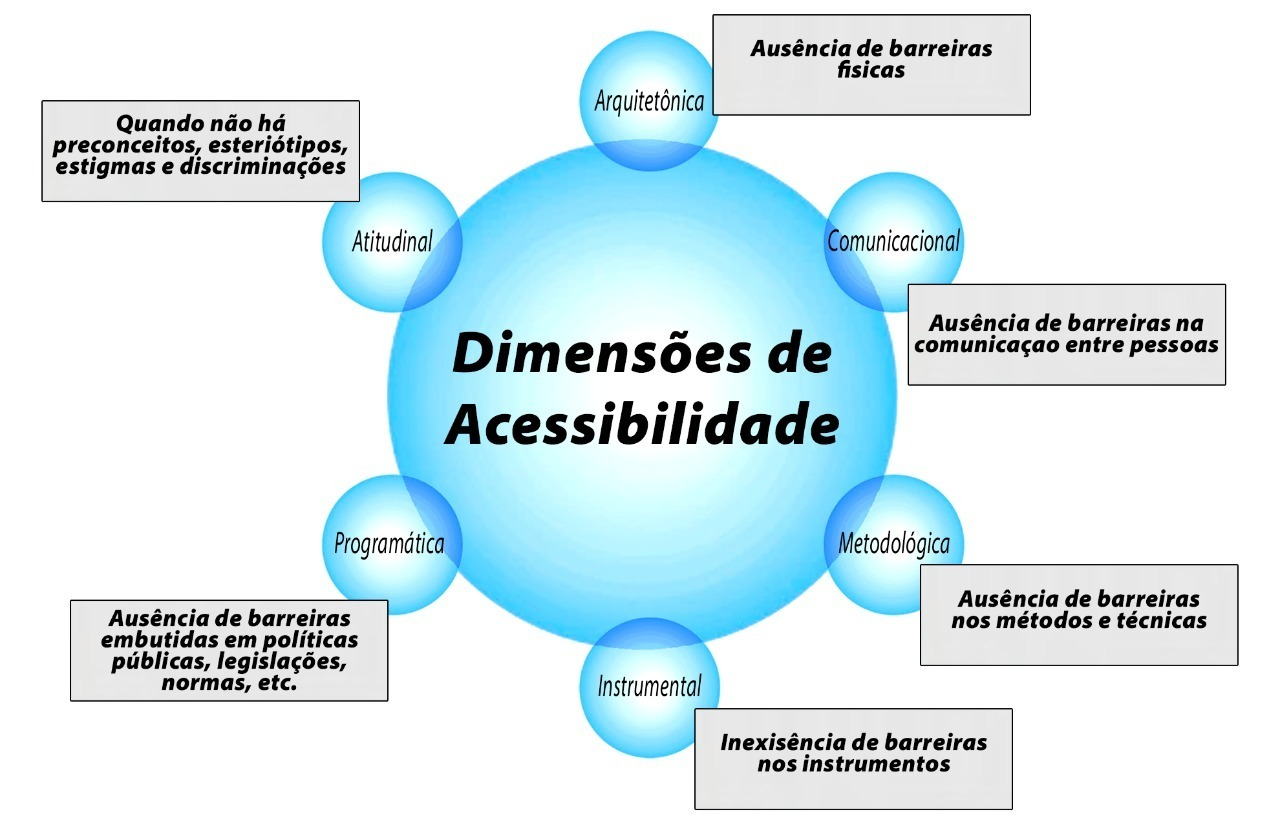 Dimensões de
Acessibilidade
Arquitetônica
Ausência de barreiras
fisicas
Comunicacional
Ausência de barreiras na
comunicaçao entre pessoas
Metodológica
Ausência de barreiras
nos métodos e técnicas
Instrumental
Inexisência de barreiras
nos instrumentos
Programática
Ausência de barreiras
embutidas em políticas
públicas, legislações,
normas, etc.
Atitudinal
Quando não há
preconceitos, esteriótipos,
estigmas e discriminações